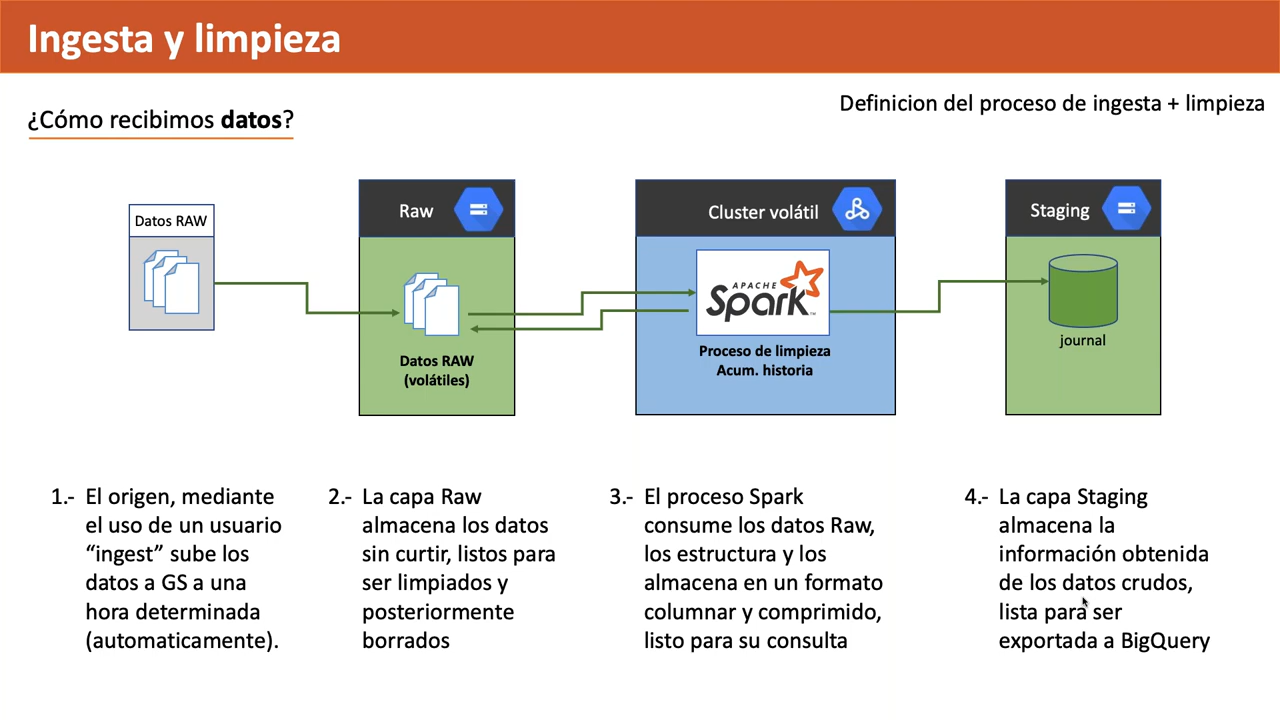 Ingesta y limpieza
¿Cómo recibimos datos?
Definicion del proceso de ingesta + limpieza
Datos RAW
Raw
Datos RAW
(volátiles)
Cluster volátil
APACHE
Spark™
Proceso de limpieza
Acum. historia
Staging
journal
1.- El origen, mediante
el uso de un usuario
“ingest” sube los
datos a GS a una
hora determinada
(automaticamente).
2.- La capa Raw
almacena los datos
sin curtir, listos para
ser limpiados y
posteriormente
borrados
3.- El proceso Spark
consume los datos Raw,
los estructura y los
almacena en un formato
columnar y comprimido,
listo para su consulta
4.- La capa Staging
almacena la
información obtenida
de los datos crudos,
lista para ser
exportada a BigQuery